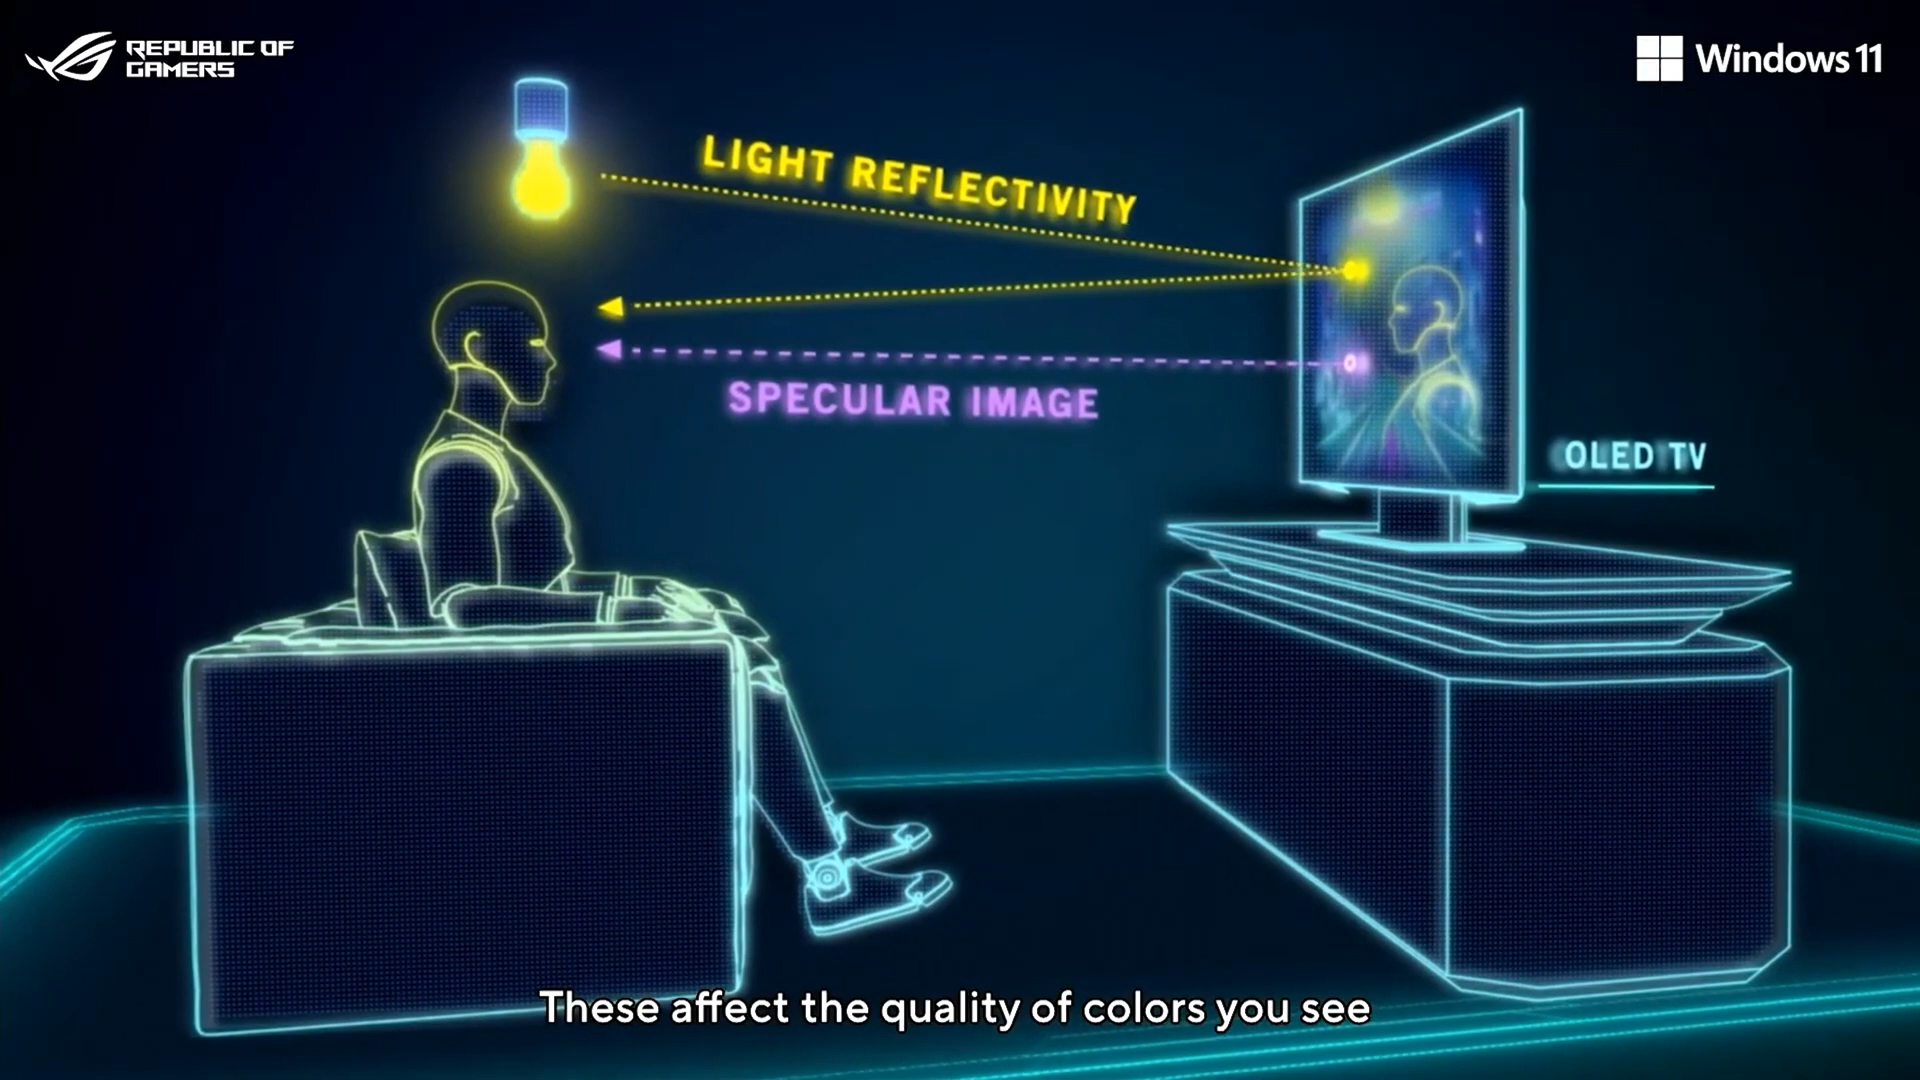 REPUBLIC OF
GAMERS
Windows 11
LIGHT REFLECTIVITY
SPECULAR IMAGE
OLED TV
These affect the quality of colors you see